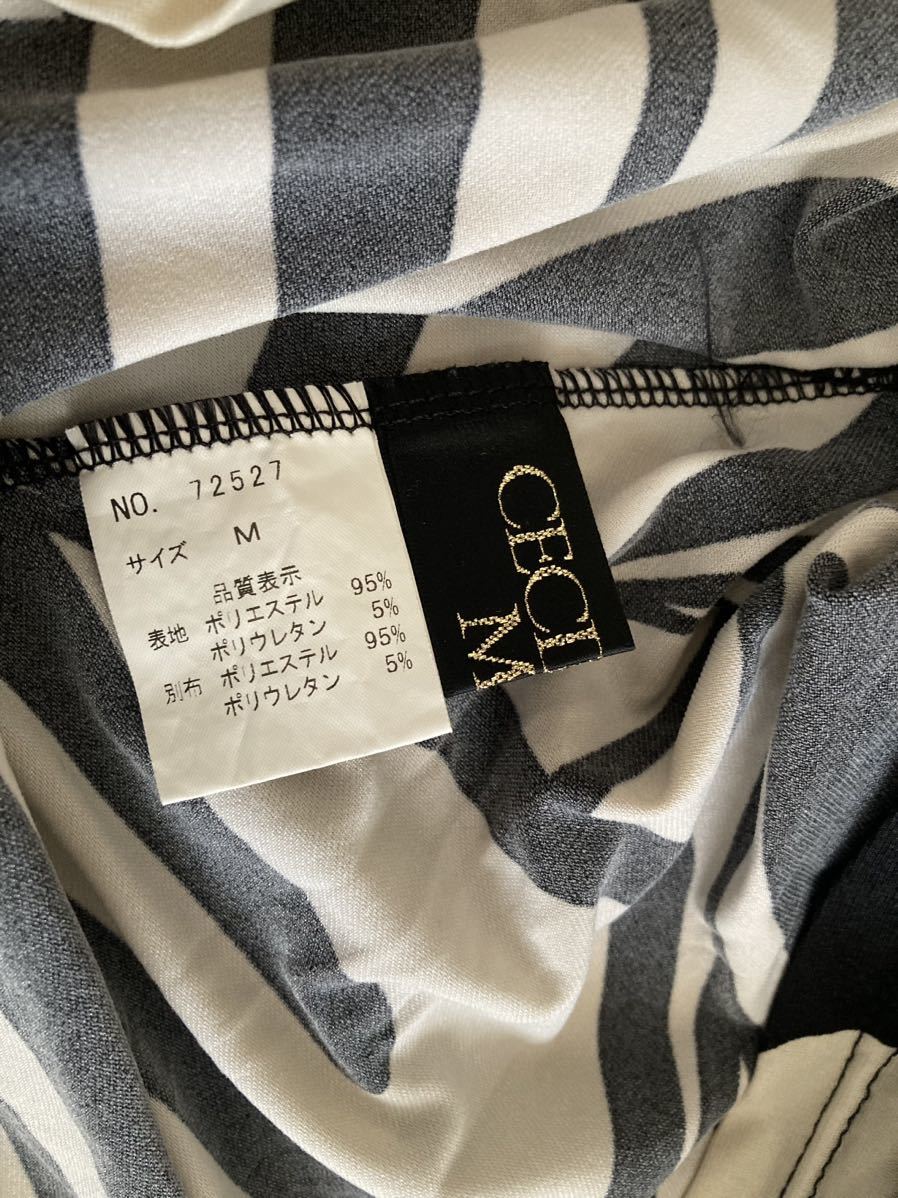 NO. 72527
サイズ M
品質表示
表地 ポリエステル 95%
ポリウレタン 5%
別布 ポリエステル 95%
ポリウレタン 5%